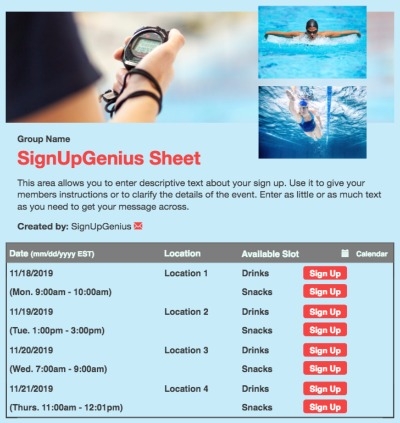 Group Name
SignUpGenius Sheet
This area allows you to enter descriptive text about your sign up. Use it to give your
members instructions or to clarify the details of the event. Enter as little or as much text
as you need to get your message across.
Created by: SignUpGenius
Date (mm/dd/yyyy EST) Location Available Slot Calendar
11/18/2019 Location 1 Drinks Sign Up
(Mon. 9:00am - 10:00am) Snacks Sign Up
11/19/2019 Location 2 Drinks Sign Up
(Tue. 1:00pm - 3:00pm) Snacks Sign Up
11/20/2019 Location 3 Drinks Sign Up
(Wed. 7:00am - 9:00am) Snacks Sign Up
11/21/2019 Location 4 Drinks Sign Up
(Thurs. 11:00am - 12:01pm) Snacks Sign Up